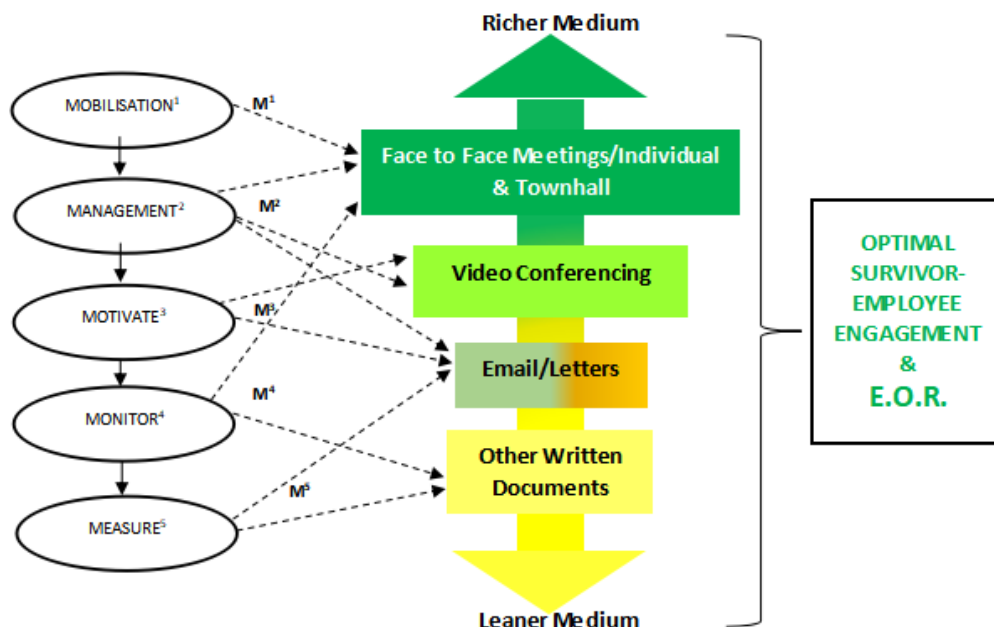 Richer Medium
MOBILISATION¹
M¹
Face to Face Meetings/Individual
& Townhall
MANAGEMENT²
M²
Video Conferencing
MOTIVATE³
M³
Email/Letters
MONITOR⁴
M⁴
Other Written
Documents
MEASURE⁵
M⁵
Leaner Medium
OPTIMAL
SURVIVOR-
EMPLOYEE
ENGAGEMENT
&
E.O.R.